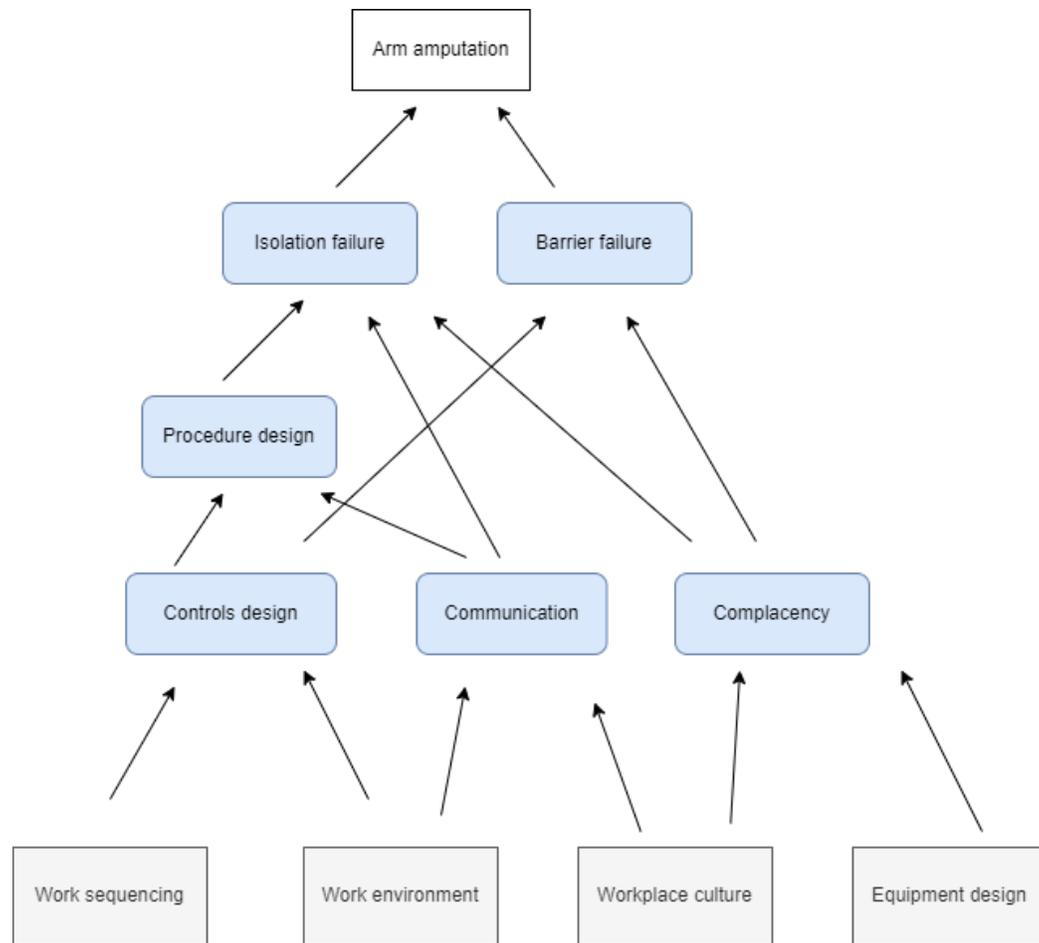 Arm amputation
Isolation failure
Barrier failure
Procedure design
Controls design
Communication
Complacency
Work sequencing
Work environment
Workplace culture
Equipment design